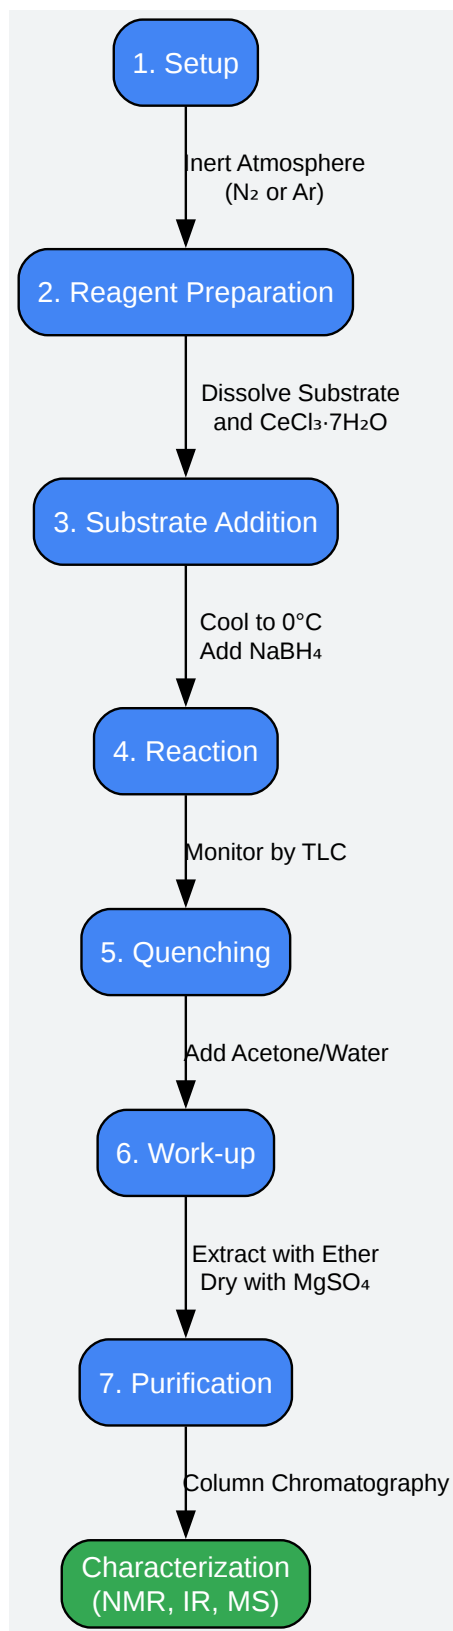 1. Setup
Inert Atmosphere
(N₂ or Ar)
2. Reagent Preparation
Dissolve Substrate
and CeCl₃·7H₂O
3. Substrate Addition
Cool to 0°C
Add NaBH₄
4. Reaction
Monitor by TLC
5. Quenching
Add Acetone/Water
6. Work-up
Extract with Ether
Dry with MgSO₄
7. Purification
Column Chromatography
Characterization
(NMR, IR, MS)